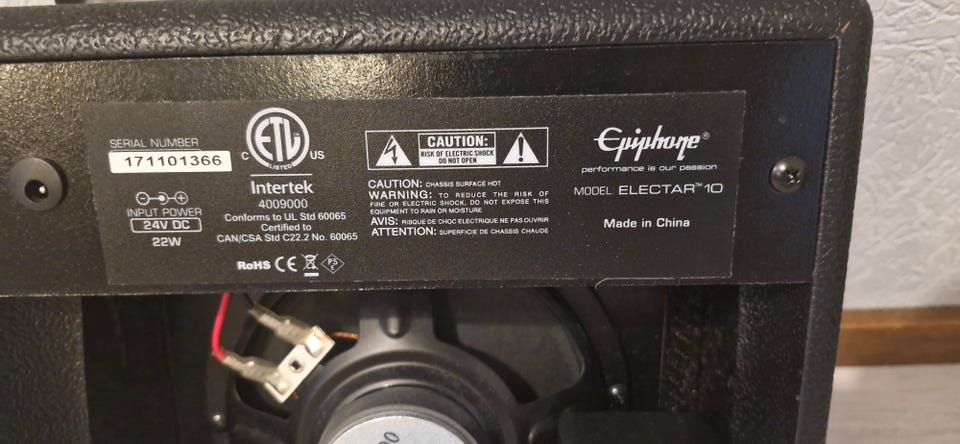 SERIAL NUMBER
171101366
INPUT POWER
24V DC
22W
ETL
LISTED
C US
Intertek
4009000
Conforms to UL Std 60065
Certified to
CAN/CSA Std C22.2 No. 60065
RoHS CE PS E
CAUTION:
RISK OF ELECTRIC SHOCK
DO NOT OPEN
CAUTION: CHASSIS SURFACE HOT
WARNING: TO REDUCE THE RISK OF
FIRE OR ELECTRIC SHOCK, DO NOT EXPOSE THIS
EQUIPMENT TO RAIN OR MOISTURE
AVIS: RISQUE DE CHOC ELECTRIQUE NE PAS OUVRIR
ATTENTION: SUPERFICIE DE CHASSIS CHAUDE
Epiphone®
performance is our passion
MODEL: ELECTAR™10
Made in China